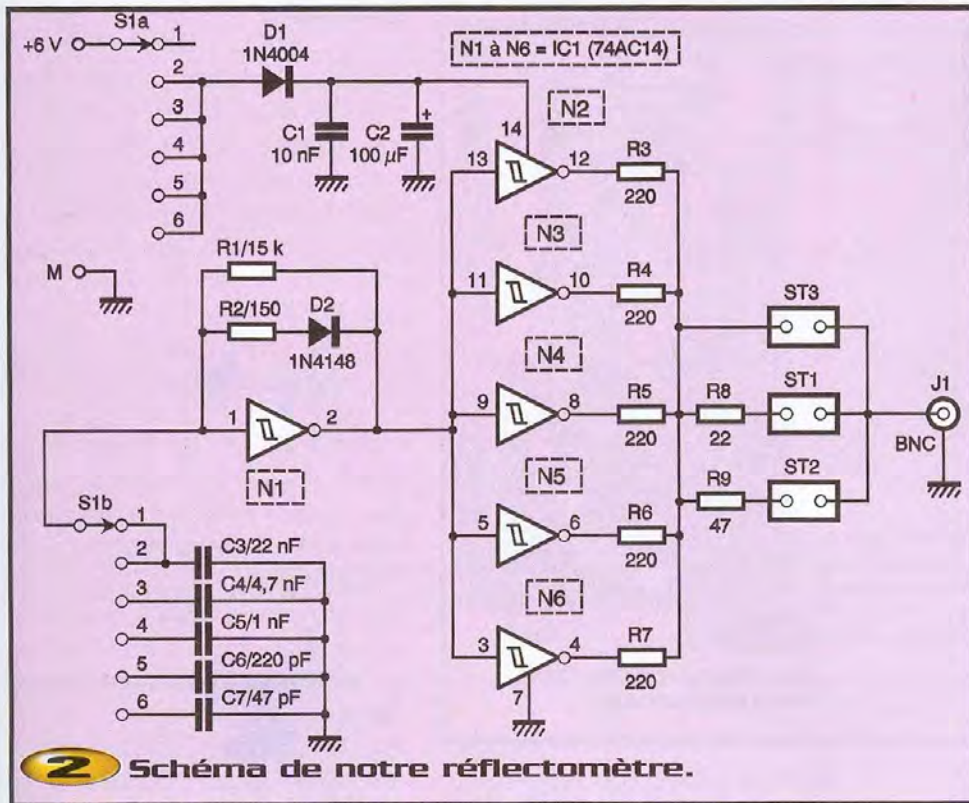 S1a
+6 V
1
2
3
4
5
6
D1
1N4004
C1
10 nF
+
C2
100 µF
N1 à N6 = IC1 (74AC14)
M
R1/15 k
R2/150
D2
1N4148
1
2
N1
S1b
1
2
3
4
5
6
C3/22 nF
C4/4,7 nF
C5/1 nF
C6/220 pF
C7/47 pF
N2
14
13
12
R3
220
N3
11
10
R4
220
N4
9
8
R5
220
N5
5
6
R6
220
N6
3
4
7
R7
220
ST3
R8
22
ST1
R9
47
ST2
J1
BNC
2 Schéma de notre réflectomètre.